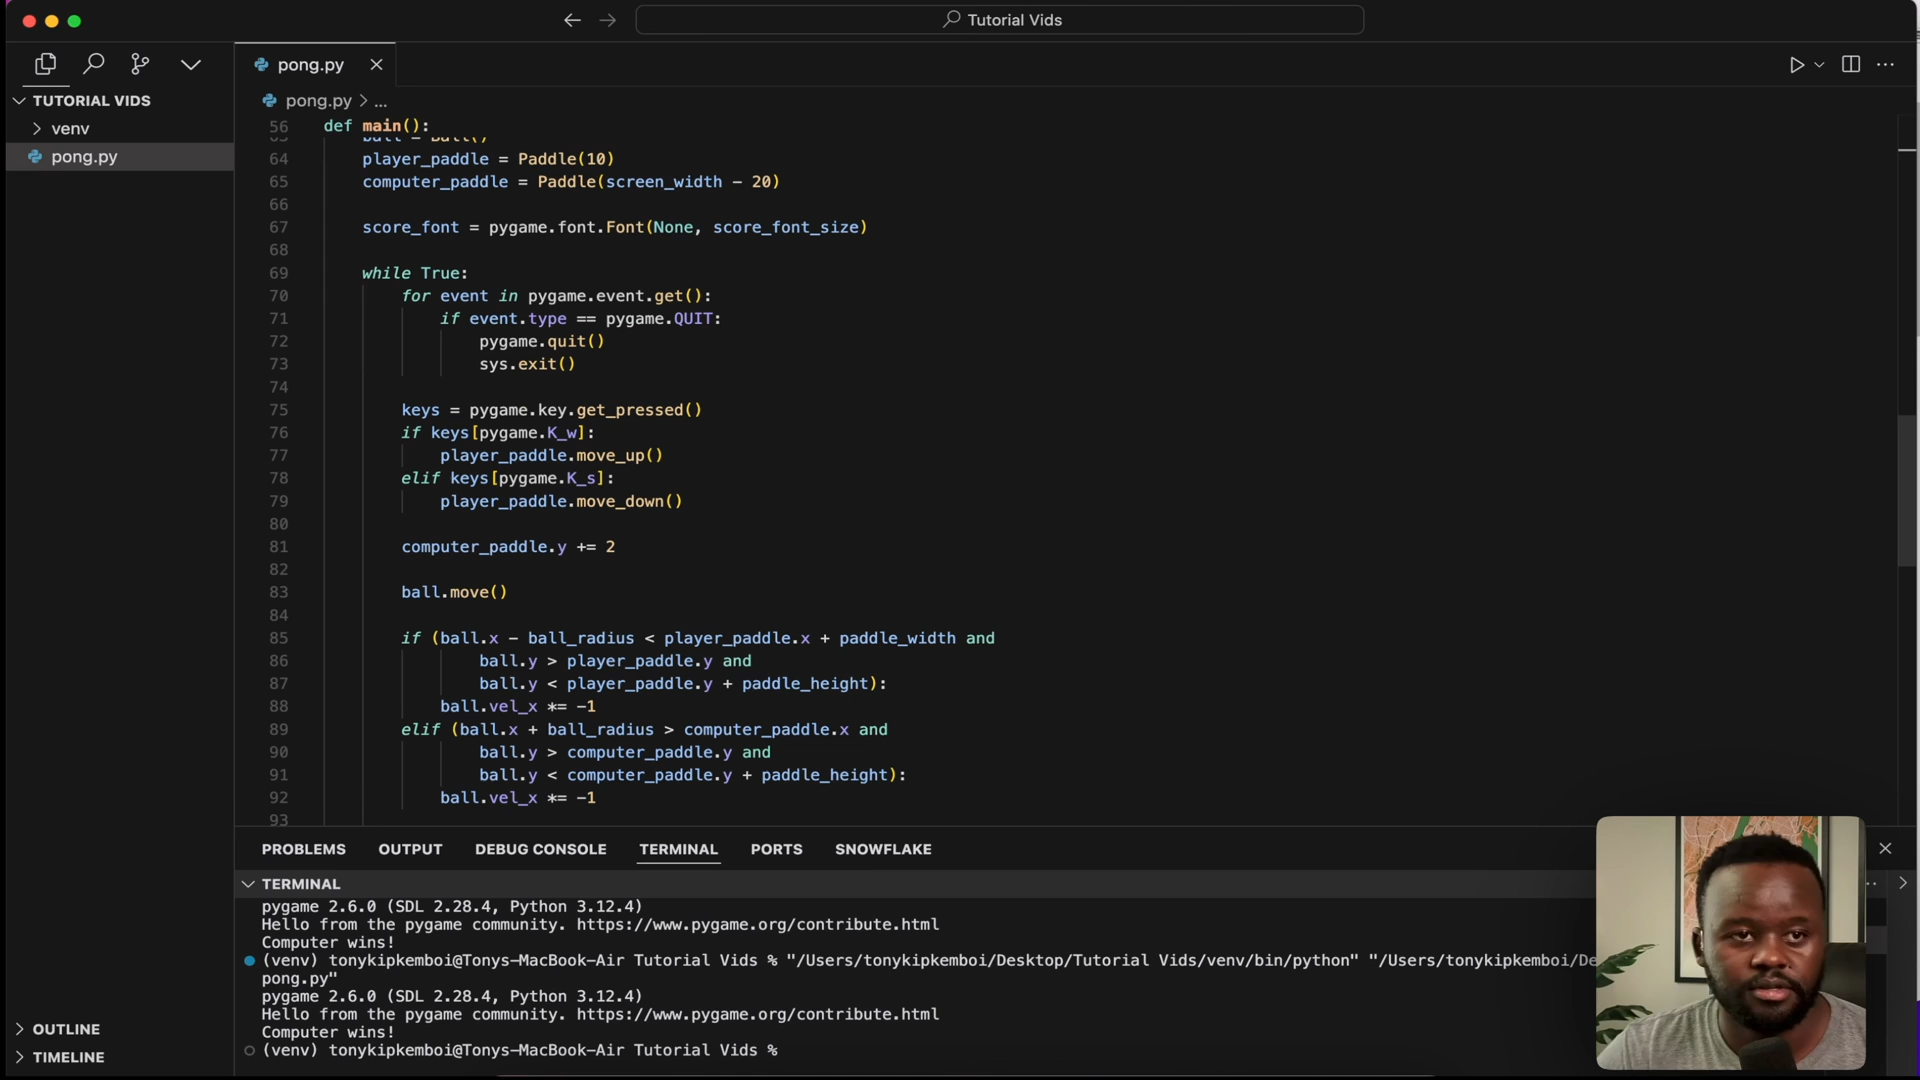 Tutorial Vids
pong.py
TUTORIAL VIDS
venv
pong.py
pong.py > ...
56 def main():
ball = Ball()
64 player_paddle = Paddle(10)
65 computer_paddle = Paddle(screen_width - 20)
66
67 score_font = pygame.font.Font(None, score_font_size)
68
69 while True:
70 for event in pygame.event.get():
71 if event.type == pygame.QUIT:
72 pygame.quit()
73 sys.exit()
74
75 keys = pygame.key.get_pressed()
76 if keys[pygame.K_w]:
77 player_paddle.move_up()
78 elif keys[pygame.K_s]:
79 player_paddle.move_down()
80
81 computer_paddle.y += 2
82
83 ball.move()
84
85 if (ball.x - ball_radius < player_paddle.x + paddle_width and
86 ball.y > player_paddle.y and
87 ball.y < player_paddle.y + paddle_height):
88 ball.vel_x *= -1
89 elif (ball.x + ball_radius > computer_paddle.x and
90 ball.y > computer_paddle.y and
91 ball.y < computer_paddle.y + paddle_height):
92 ball.vel_x *= -1
93
PROBLEMS OUTPUT DEBUG CONSOLE TERMINAL PORTS SNOWFLAKE
TERMINAL
pygame 2.6.0 (SDL 2.28.4, Python 3.12.4)
Hello from the pygame community. https://www.pygame.org/contribute.html
Computer wins!
(venv) tonykipkemboi@Tonys-MacBook-Air Tutorial Vids % "/Users/tonykipkemboi/Desktop/Tutorial Vids/venv/bin/python" "/Users/tonykipkemboi/De
pong.py"
pygame 2.6.0 (SDL 2.28.4, Python 3.12.4)
Hello from the pygame community. https://www.pygame.org/contribute.html
Computer wins!
(venv) tonykipkemboi@Tonys-MacBook-Air Tutorial Vids %
OUTLINE
TIMELINE